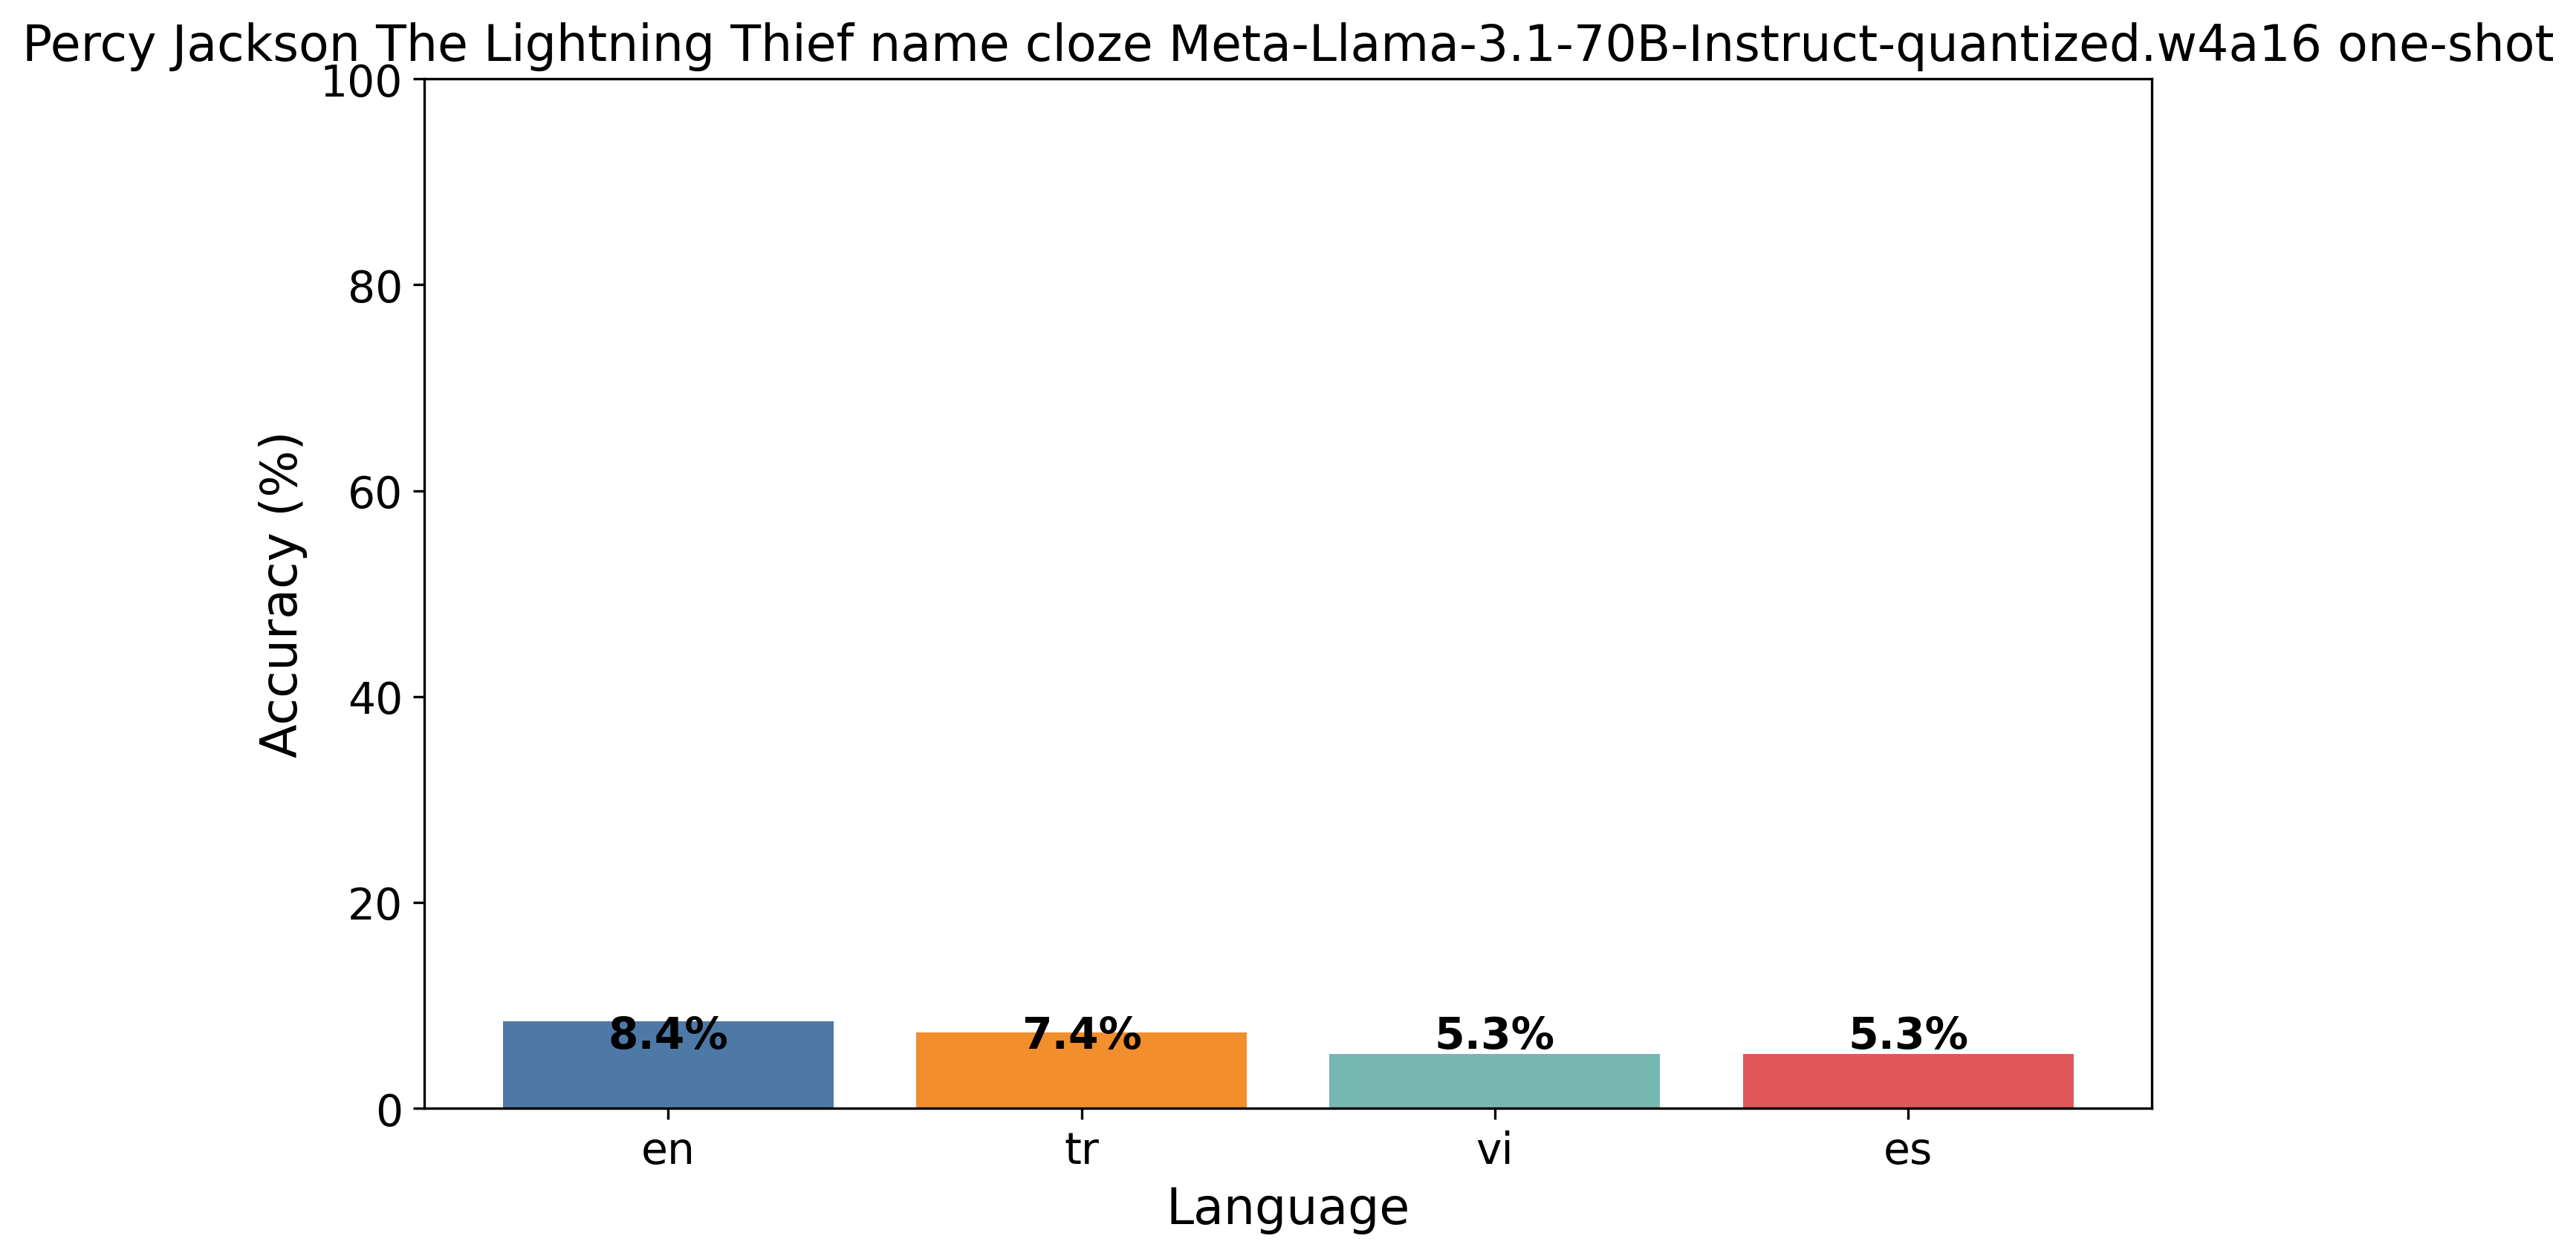 Percy Jackson The Lightning Thief name cloze Meta-Llama-3.1-70B-Instruct-quantized.w4a16 one-shot
100
80
60
40
20
0
Accuracy (%)
8.4%
7.4%
5.3%
5.3%
en
tr
vi
es
Language